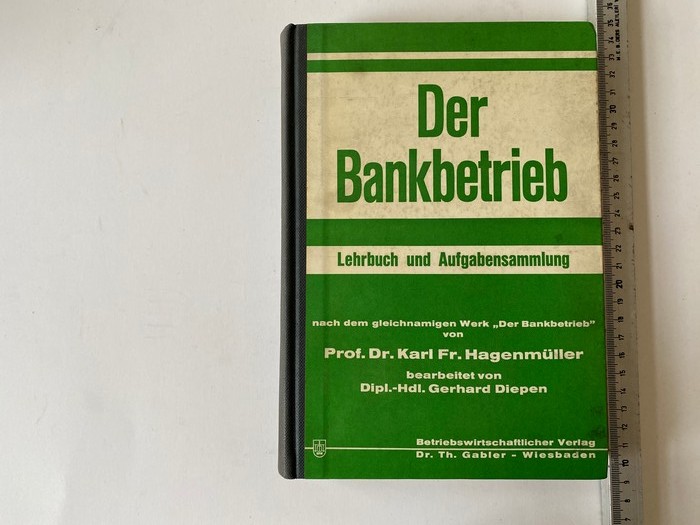 Der
Bankbetrieb
Lehrbuch und Aufgabensammlung
nach dem gleichnamigen Werk „Der Bankbetrieb”
von
Prof. Dr. Karl Fr. Hagenmüller
bearbeitet von
Dipl.-Hdl. Gerhard Diepen
Betriebswirtschaftlicher Verlag
Dr. Th. Gabler - Wiesbaden